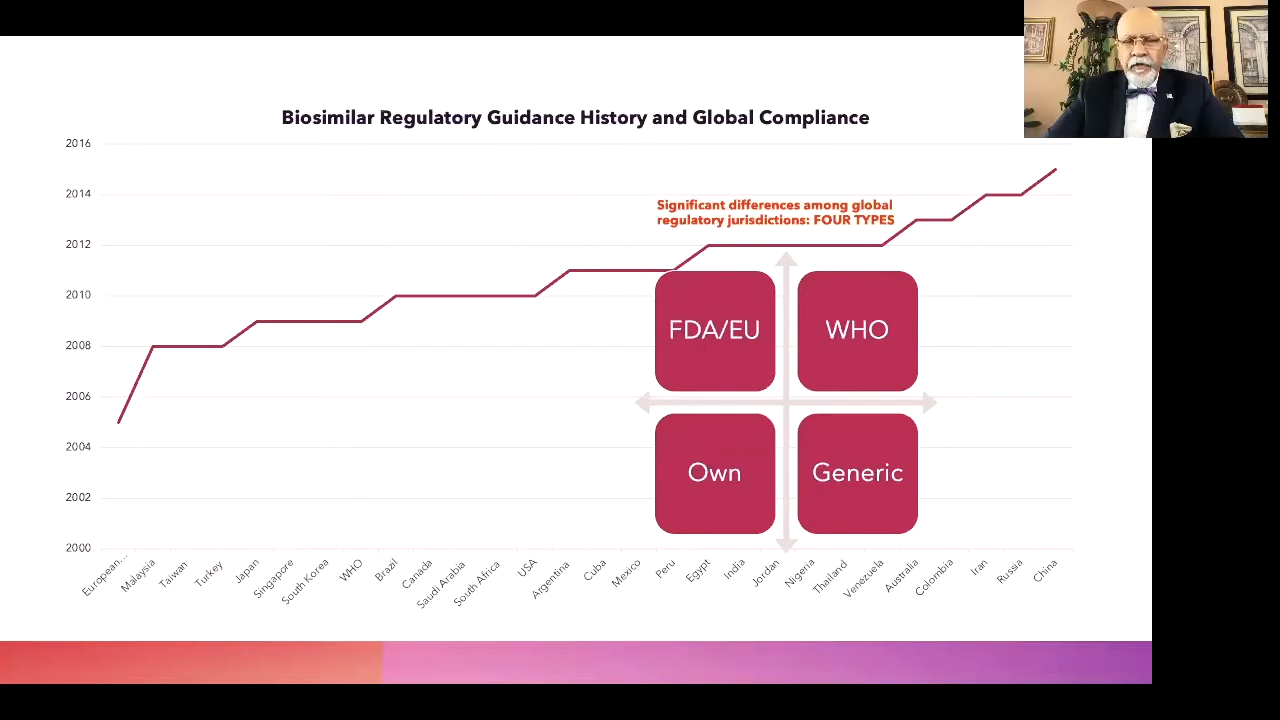 Biosimilar Regulatory Guidance History and Global Compliance
2016
2014
2012
2010
2008
2006
2004
2002
2000
Significant differences among global
regulatory jurisdictions: FOUR TYPES
FDA/EU
WHO
Own
Generic
European...
Malaysia
Taiwan
Turkey
Japan
Singapore
South Korea
WHO
Brazil
Canada
Saudi Arabia
South Africa
USA
Argentina
Cuba
Mexico
Peru
Egypt
India
Jordan
Nigeria
Thailand
Venezuela
Australia
Colombia
Iran
Russia
China